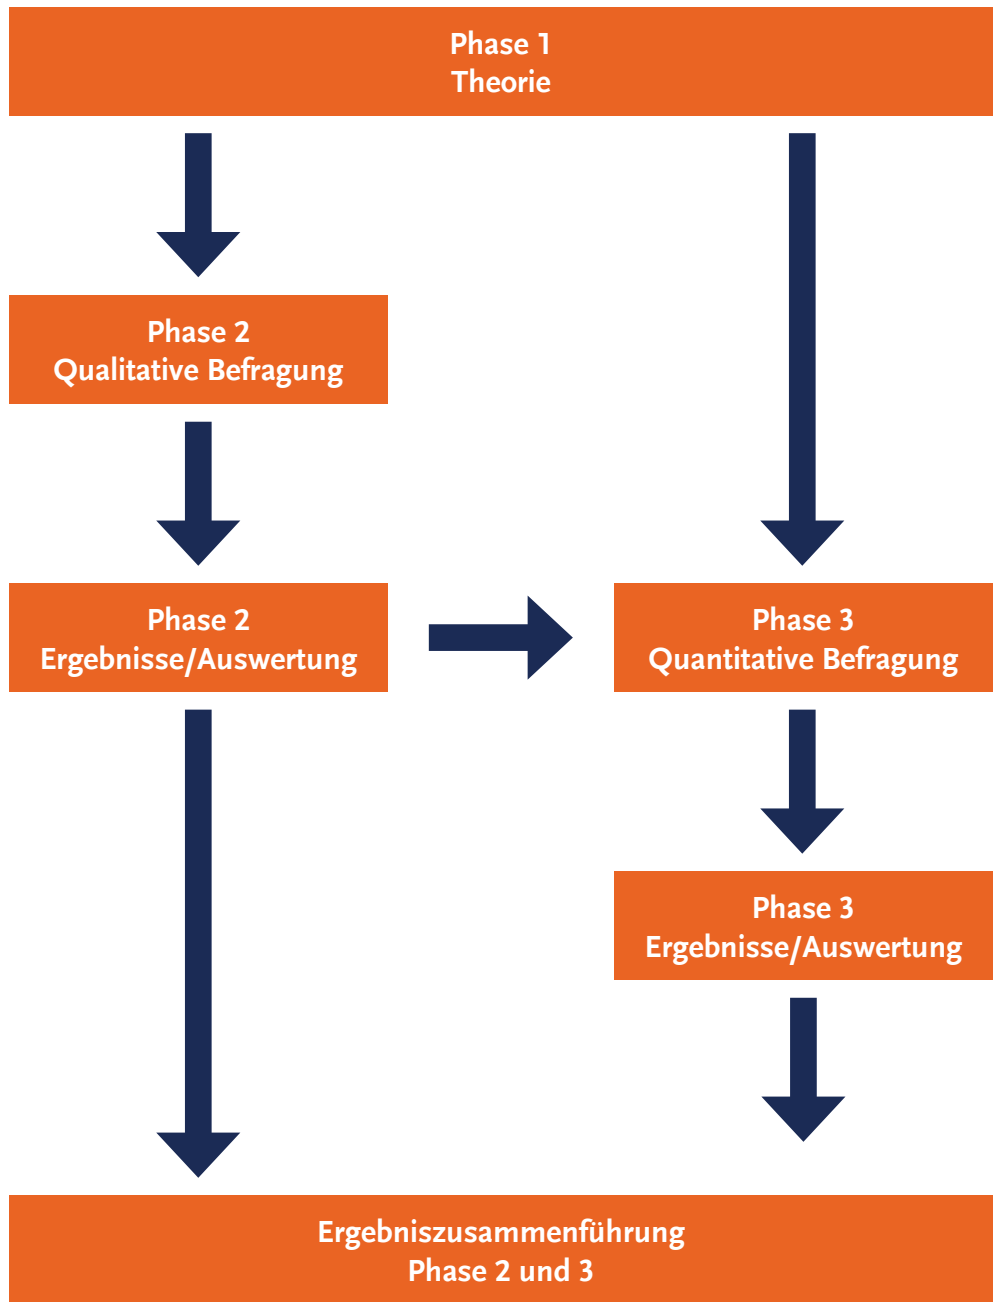 Phase 1
Theorie
Phase 2
Qualitative Befragung
Phase 2
Ergebnisse/Auswertung
Phase 3
Quantitative Befragung
Phase 3
Ergebnisse/Auswertung
Ergebniszusammenführung
Phase 2 und 3